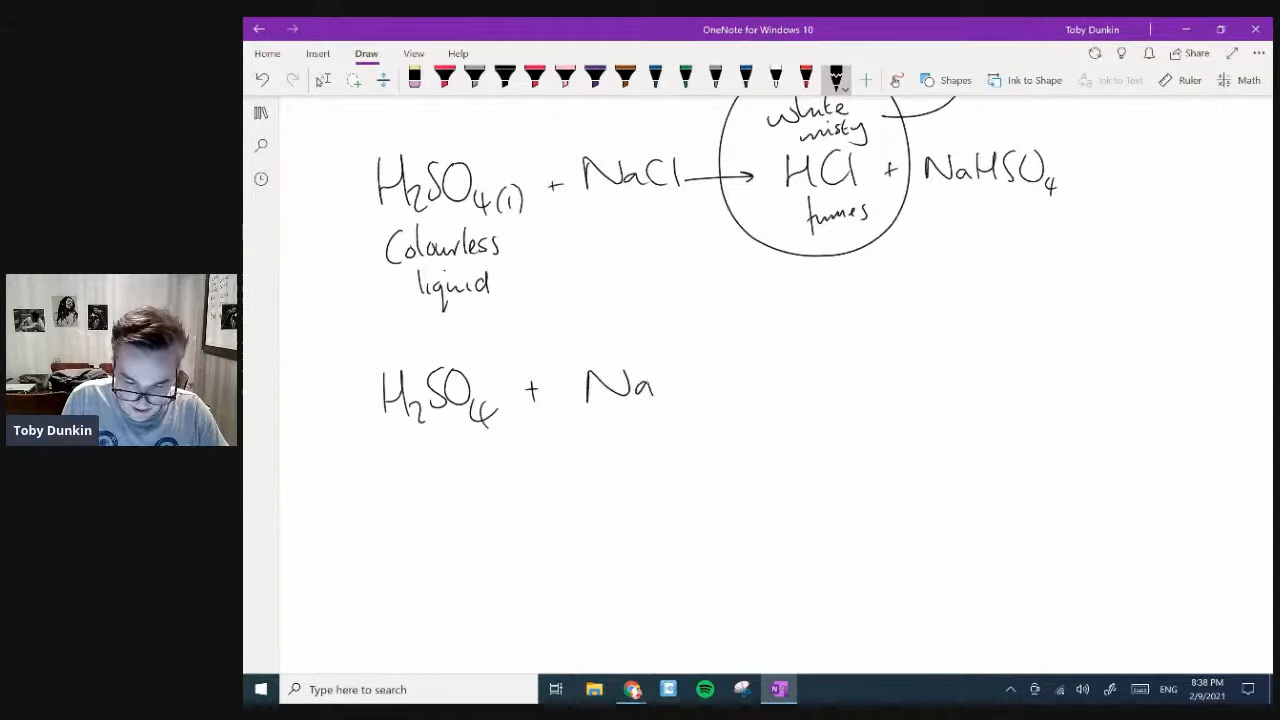 OneNote for Windows 10
Toby Dunkin
Home Insert Draw View Help
Share
Shapes Ink to Shape Ink to Text Ruler Math
white
misty
H₂SO₄(l) + NaCl → HCl + NaHSO₄
fumes
Colourless
liquid
H₂SO₄ + Na
Toby Dunkin
Type here to search
ENG
8:38 PM
2/9/2021